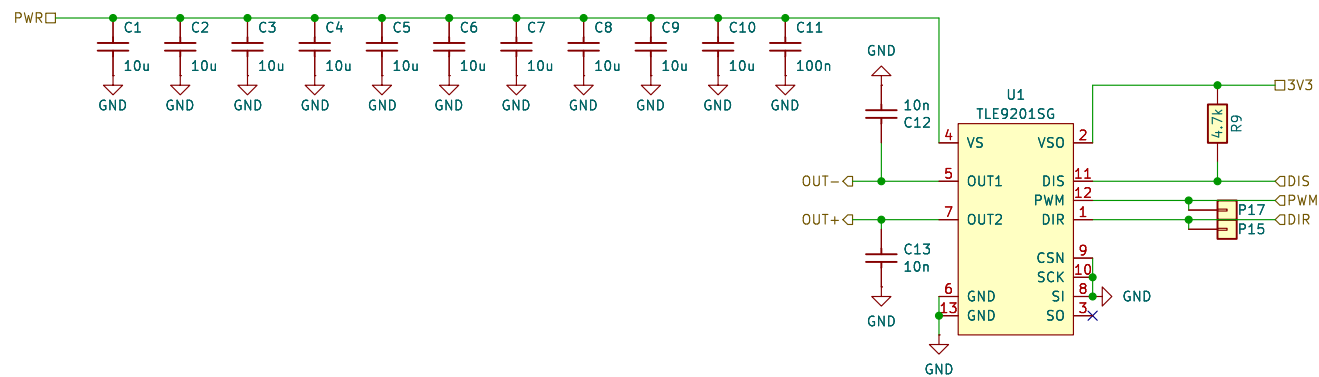 PWR
C1 C2 C3 C4 C5 C6 C7 C8 C9 C10 C11
10u 10u 10u 10u 10u 10u 10u 10u 10u 10u 100n
GND GND GND GND GND GND GND GND GND GND GND
GND
10n
C12
U1
TLE9201SG
3V3
4.7k
R9
4 VS VSO 2
OUT- 5 OUT1 DIS 11 DIS
PWM 12 PWM
P17
OUT+ 7 OUT2 DIR 1 DIR
P15
C13
10n
CSN 9
SCK 10
6 GND SI 8 GND
13 GND SO 3
GND
GND